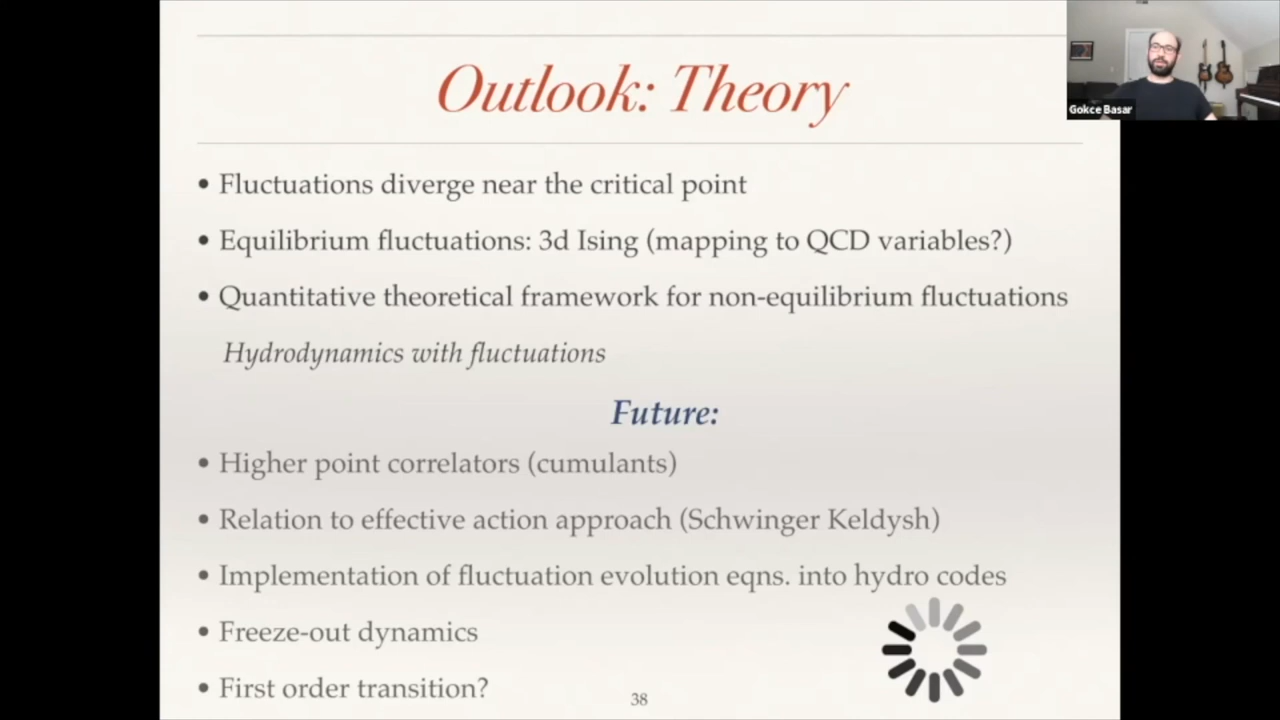 Outlook: Theory
Gokce Basar
• Fluctuations diverge near the critical point
• Equilibrium fluctuations: 3d Ising (mapping to QCD variables?)
• Quantitative theoretical framework for non-equilibrium fluctuations
Hydrodynamics with fluctuations
Future:
• Higher point correlators (cumulants)
• Relation to effective action approach (Schwinger Keldysh)
• Implementation of fluctuation evolution eqns. into hydro codes
• Freeze-out dynamics
• First order transition?
38